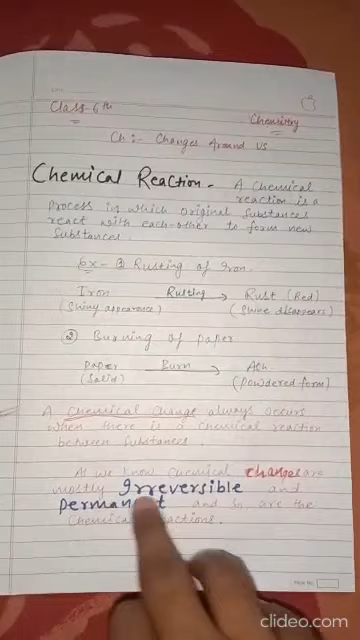 Class-6th
Chemistry
Ch:- Changes Around us
Chemical Reaction- A Chemical
reaction is a
process in which original substances
react with each-other to form new
substances.
Ex- ① Rusting of Iron.
Iron Rusting → Rust (Red)
(Shiny appearance) (Shine disappears)
② Burning of paper
paper Burn → Ash
(Solid) (Powdered form)
A Chemical Change always occurs
when there is a chemical reaction
between substances.
As we know chemical changes are
mostly Irreversible and
permanent and so are the
Chemical
clideo.com